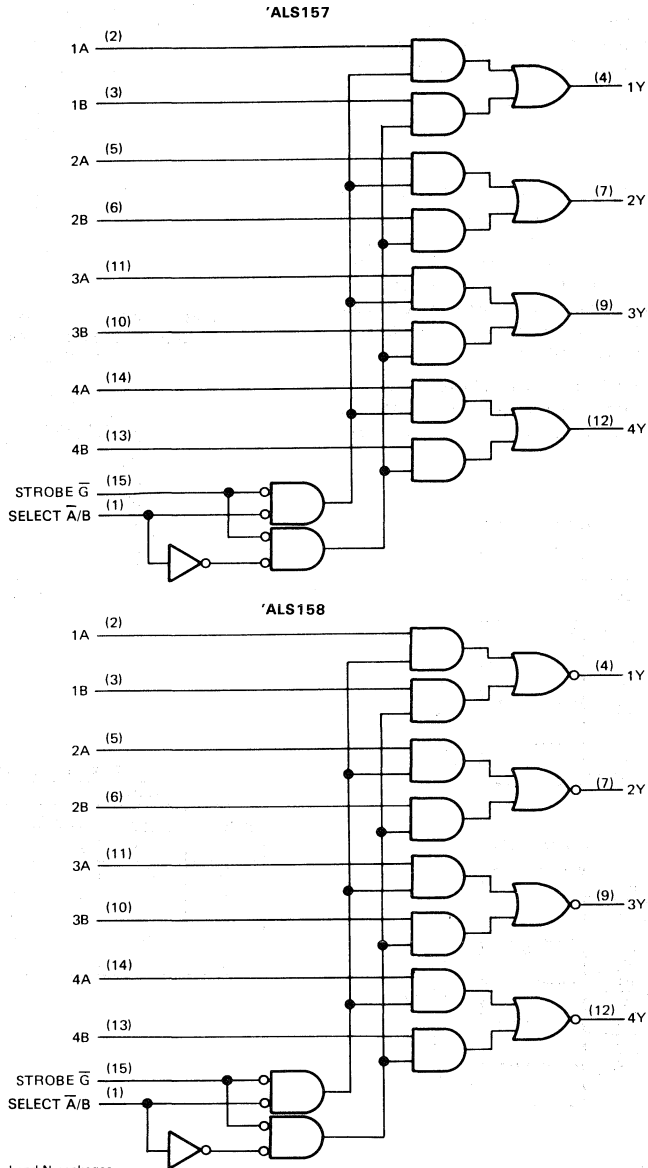 'ALS157
1A (2)
(4) 1Y
1B (3)
2A (5)
(7) 2Y
2B (6)
3A (11)
(9) 3Y
3B (10)
4A (14)
(12) 4Y
4B (13)
STROBE G̅ (15)
SELECT A̅/B (1)
'ALS158
1A (2)
(4) 1Y
1B (3)
2A (5)
(7) 2Y
2B (6)
3A (11)
(9) 3Y
3B (10)
4A (14)
(12) 4Y
4B (13)
STROBE G̅ (15)
SELECT A̅/B (1)